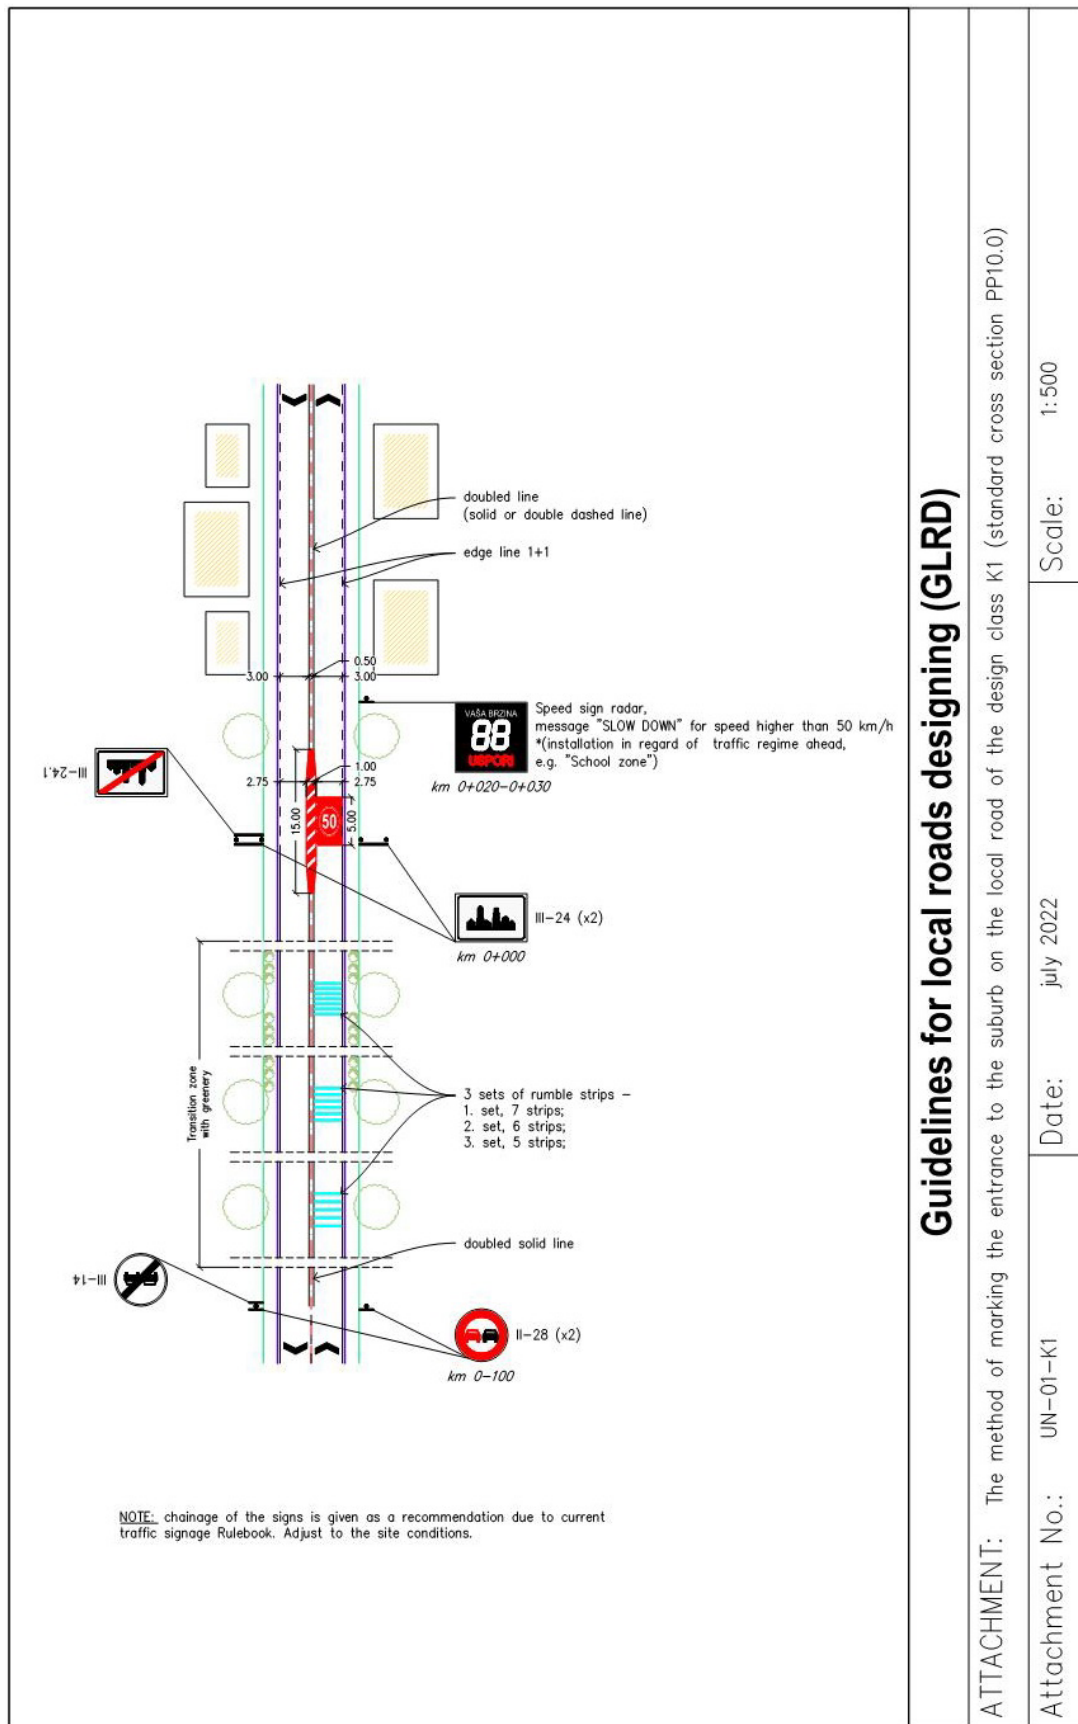 doubled line
(solid or double dashed line)
edge line 1+1
0.50
3.00
3.00
VAŠA BRZINA
88
USPORI
Speed sign radar,
message "SLOW DOWN" for speed higher than 50 km/h
*(installation in regard of traffic regime ahead,
e.g. "School zone")
km 0+020-0+030
III-24.1
2.75
1.00
2.75
15.00
50
5.00
III-24 (x2)
km 0+000
Transition zone
with greenery
3 sets of rumble strips –
1. set, 7 strips;
2. set, 6 strips;
3. set, 5 strips;
doubled solid line
III-14
II-28 (x2)
km 0-100
NOTE: chainage of the signs is given as a recommendation due to current
traffic signage Rulebook. Adjust to the site conditions.
Guidelines for local roads designing (GLRD)
ATTACHMENT: The method of marking the entrance to the suburb on the local road of the design class K1 (standard cross section PP10.0)
Attachment No.: UN-01-K1
Date: july 2022
Scale: 1:500